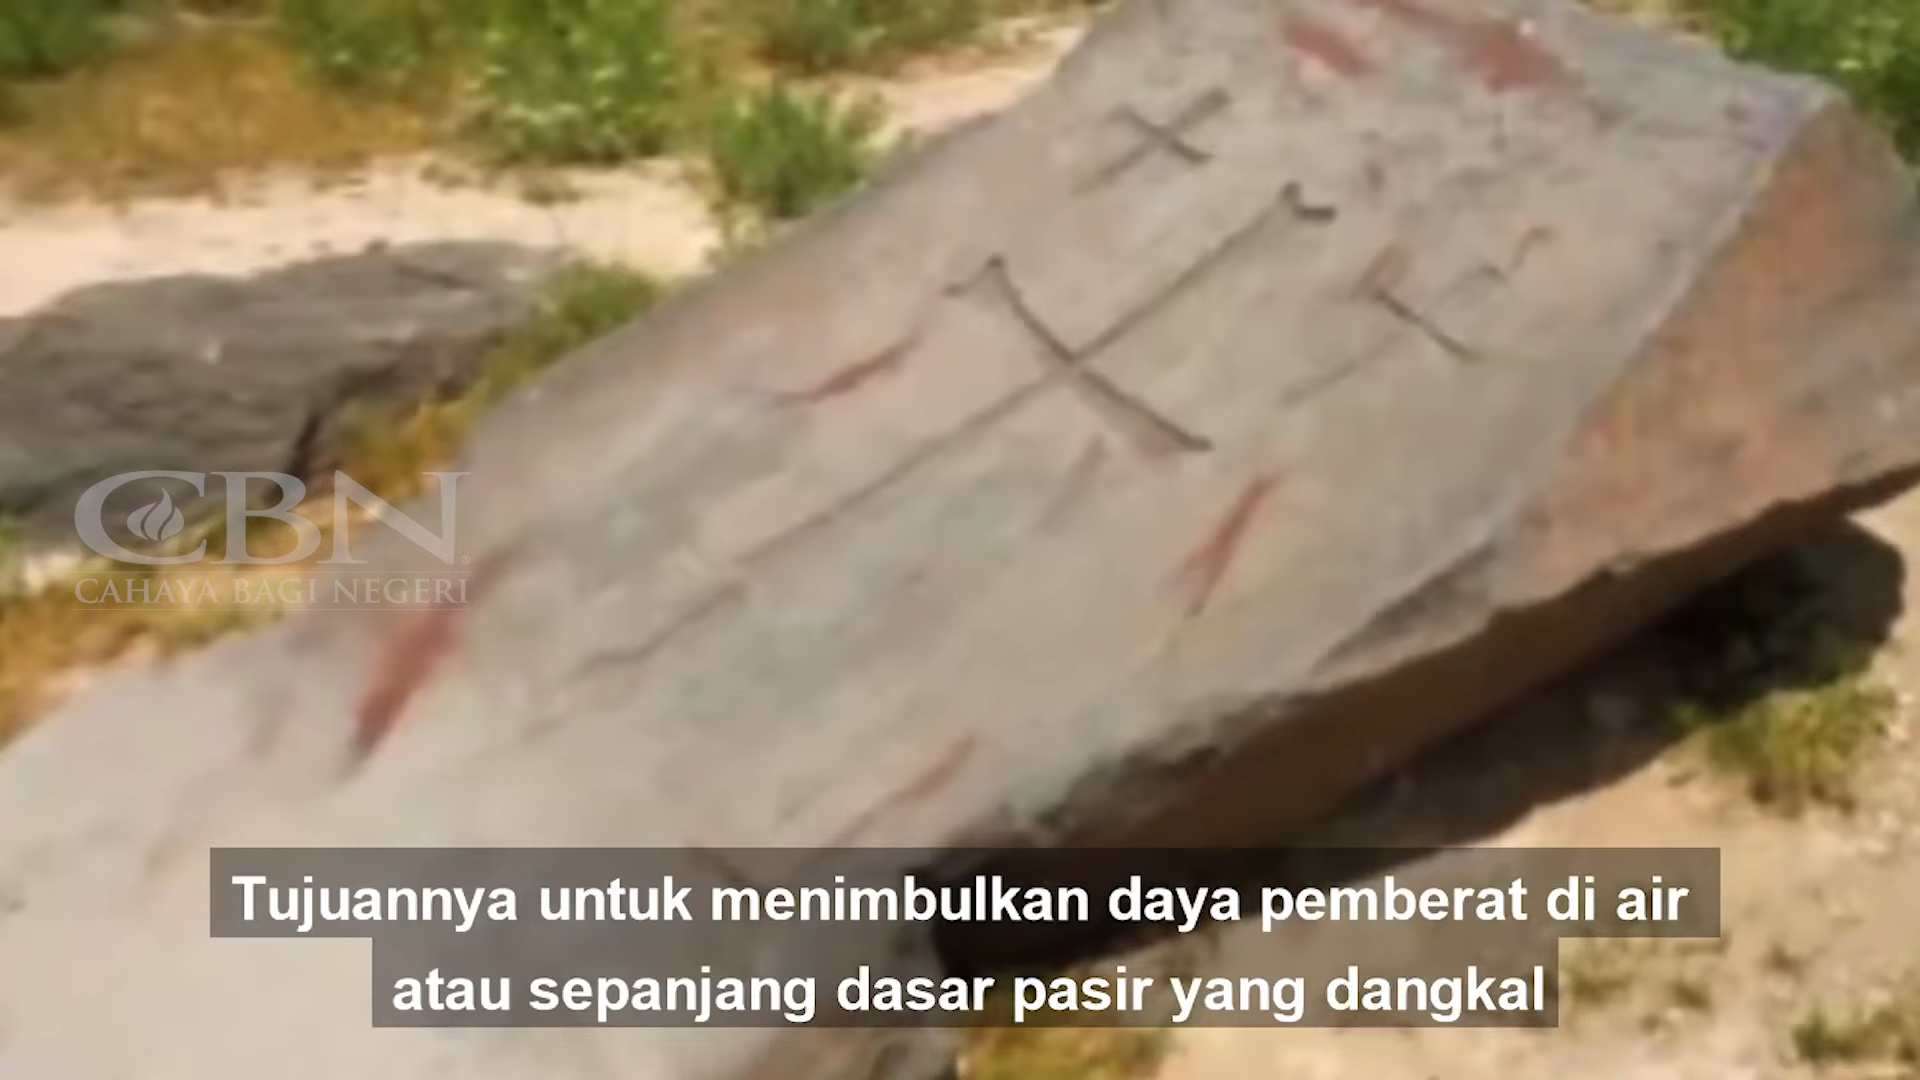 CBN
CAHAYA BAGI NEGERI
Tujuannya untuk menimbulkan daya pemberat di air
atau sepanjang dasar pasir yang dangkal